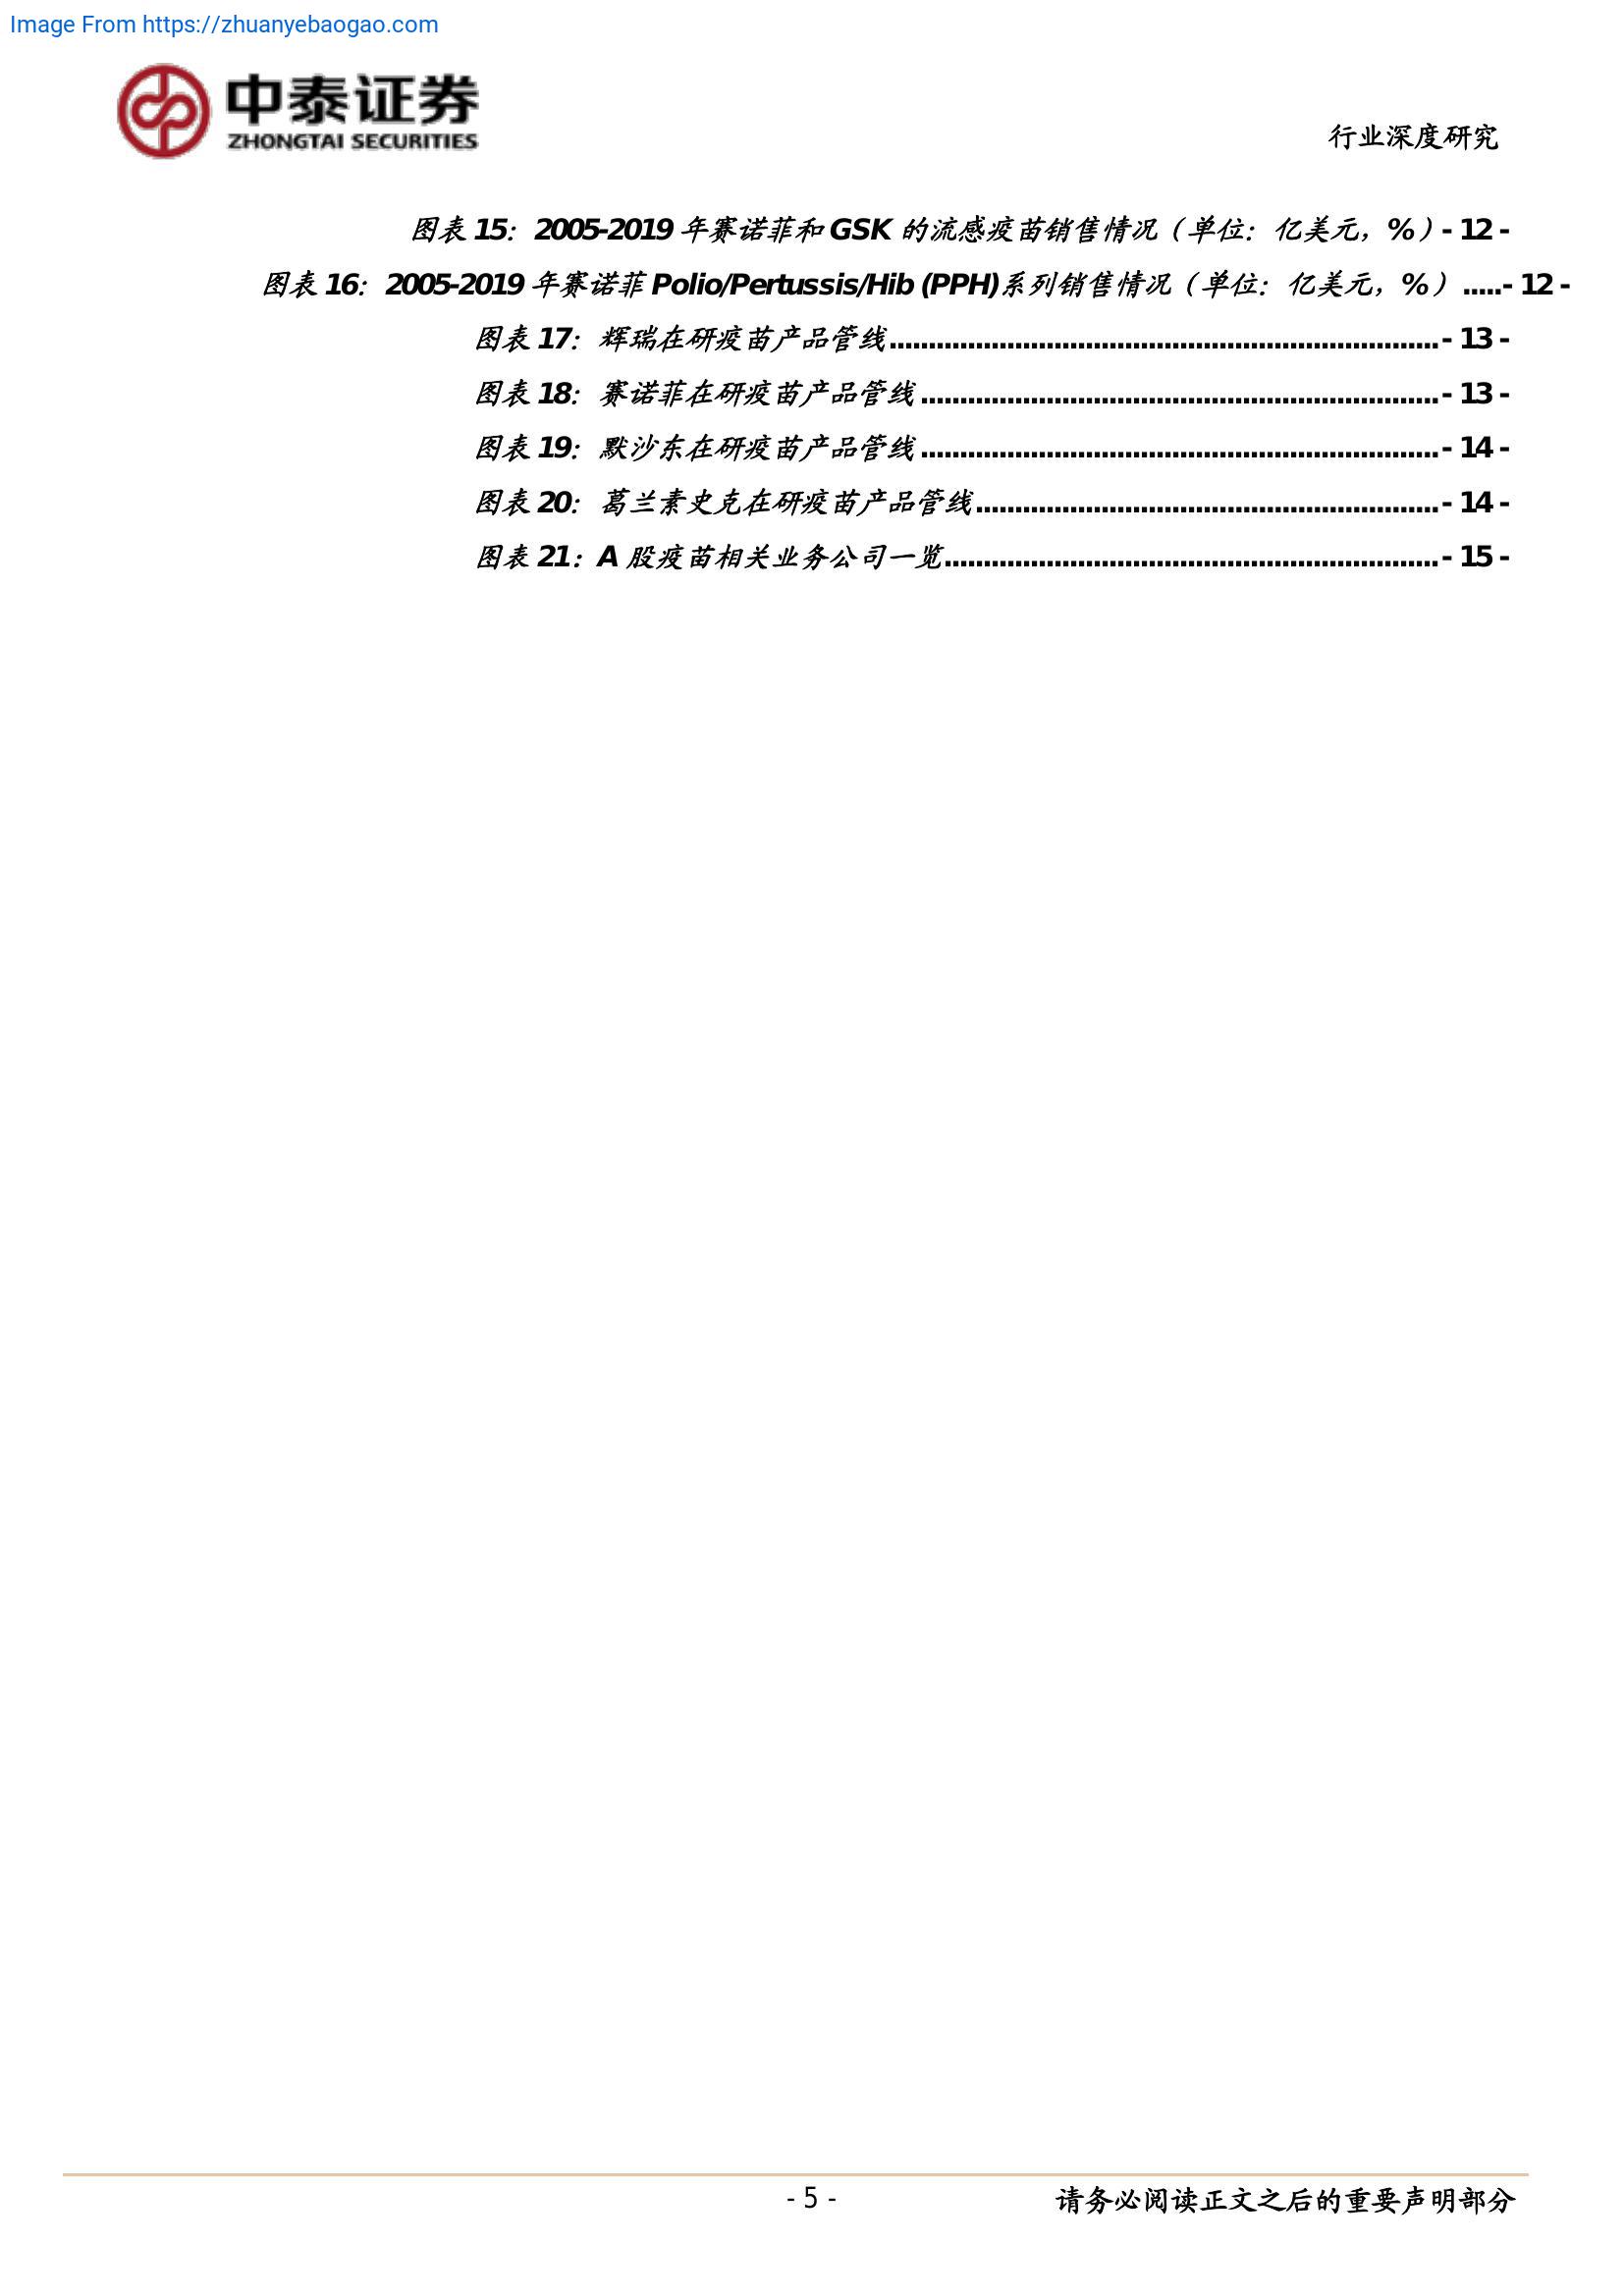 Image From https://zhuanyebaogao.com
中泰证券
ZHONGTAI SECURITIES
行业深度研究
图表 15：2005-2019 年赛诺菲和 GSK 的流感疫苗销售情况（单位：亿美元，%）- 12 -
图表 16：2005-2019 年赛诺菲 Polio/Pertussis/Hib (PPH)系列销售情况（单位：亿美元，%）.....- 12 -
图表 17：辉瑞在研疫苗产品管线......................................................................- 13 -
图表 18：赛诺菲在研疫苗产品管线..................................................................- 13 -
图表 19：默沙东在研疫苗产品管线..................................................................- 14 -
图表 20：葛兰素史克在研疫苗产品管线...........................................................- 14 -
图表 21：A 股疫苗相关业务公司一览...............................................................- 15 -
- 5 -
请务必阅读正文之后的重要声明部分